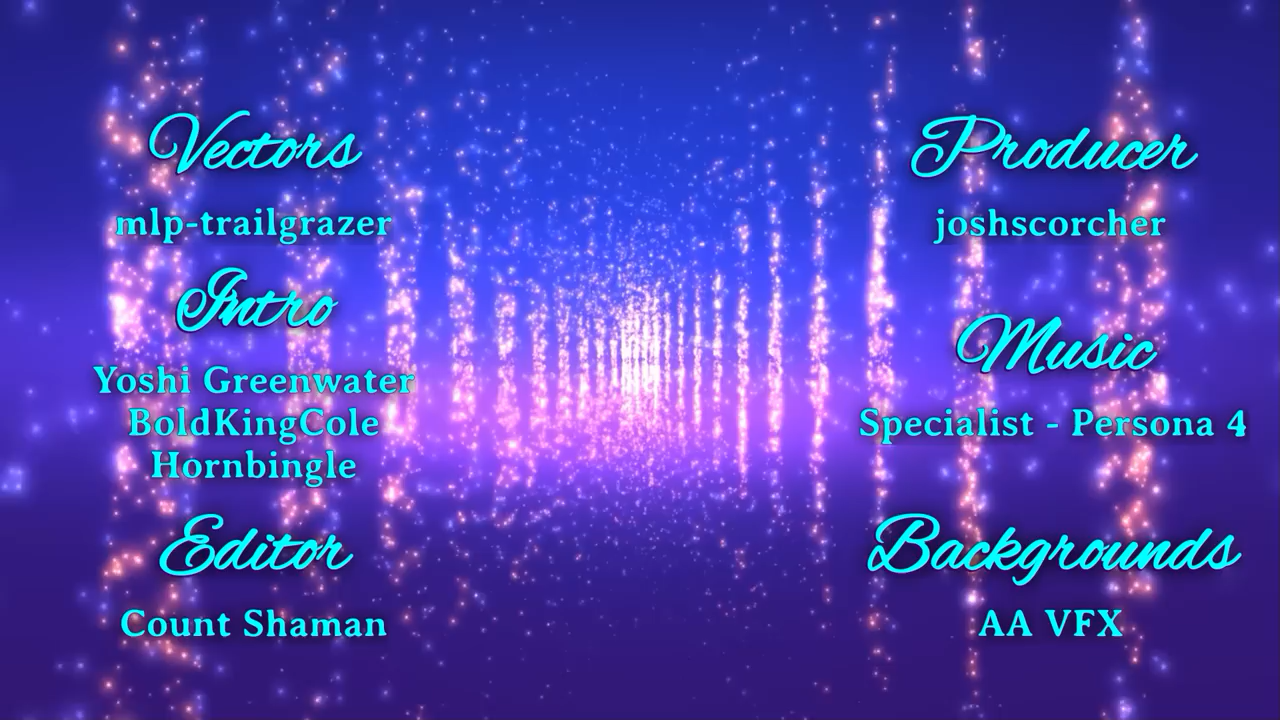 Vectors
mlp-trailgrazer
Intro
Yoshi Greenwater
BoldKingCole
Hornbingle
Editor
Count Shaman
Producer
joshscorcher
Music
Specialist - Persona 4
Backgrounds
AA VFX